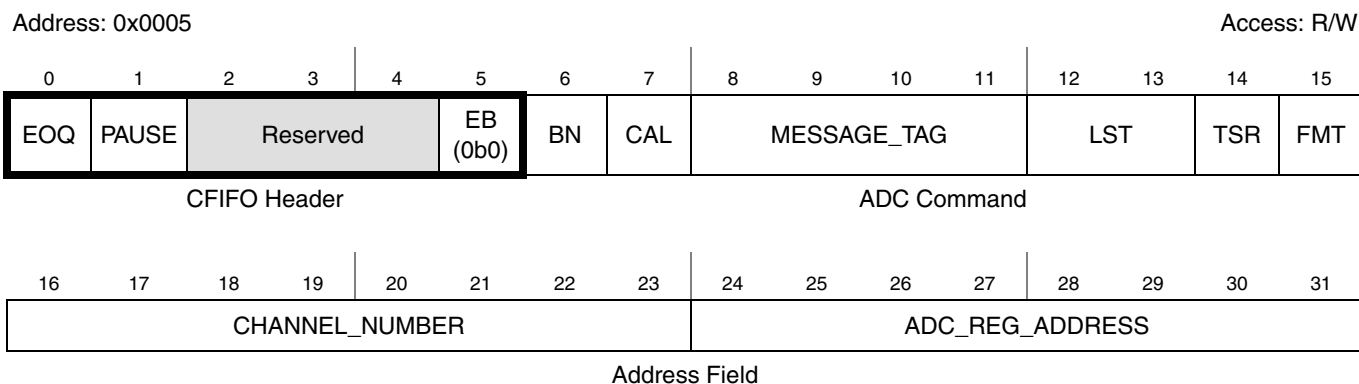 Address: 0x0005 Access: R/W
0 1 2 3 4 5 6 7 8 9 10 11 12 13 14 15
EOQ PAUSE Reserved EB (0b0) BN CAL MESSAGE_TAG LST TSR FMT
CFIFO Header ADC Command
16 17 18 19 20 21 22 23 24 25 26 27 28 29 30 31
CHANNEL_NUMBER ADC_REG_ADDRESS
Address Field